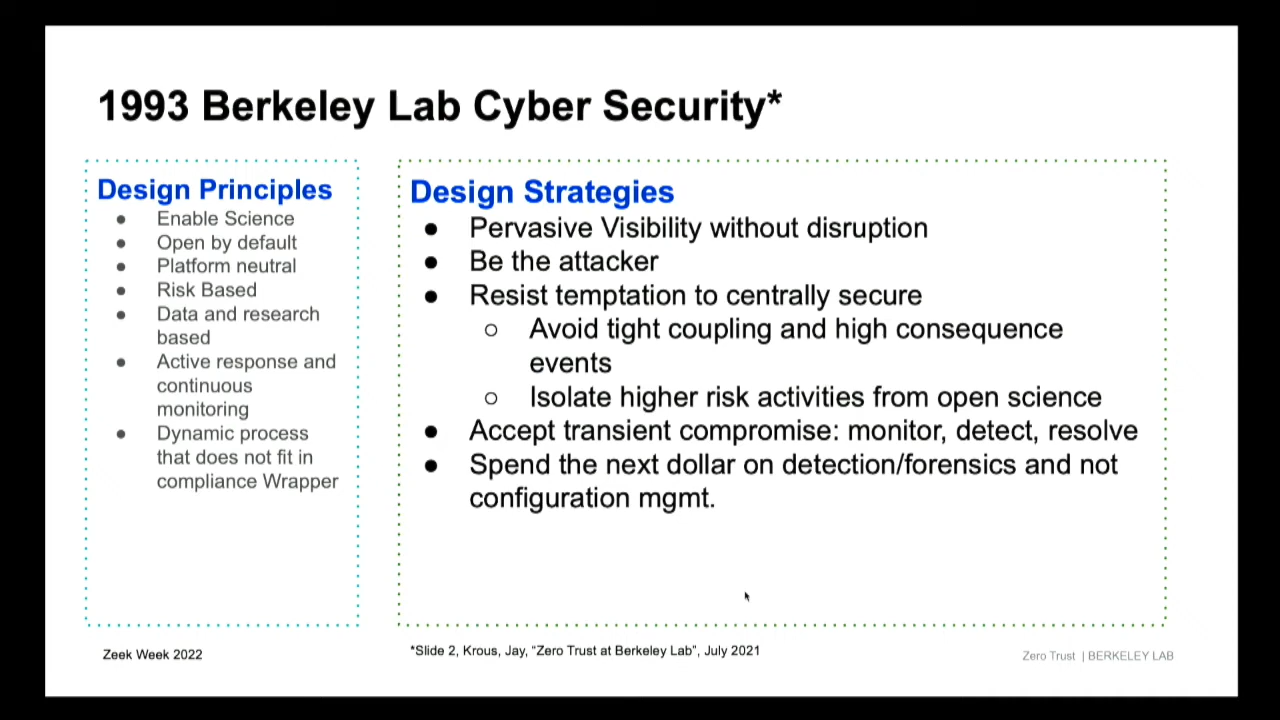 1993 Berkeley Lab Cyber Security*
Design Principles
● Enable Science
● Open by default
● Platform neutral
● Risk Based
● Data and research
based
● Active response and
continuous
monitoring
● Dynamic process
that does not fit in
compliance Wrapper
Design Strategies
● Pervasive Visibility without disruption
● Be the attacker
● Resist temptation to centrally secure
○ Avoid tight coupling and high consequence
events
○ Isolate higher risk activities from open science
● Accept transient compromise: monitor, detect, resolve
● Spend the next dollar on detection/forensics and not
configuration mgmt.
Zeek Week 2022
*Slide 2, Krous, Jay, "Zero Trust at Berkeley Lab", July 2021
Zero Trust | BERKELEY LAB